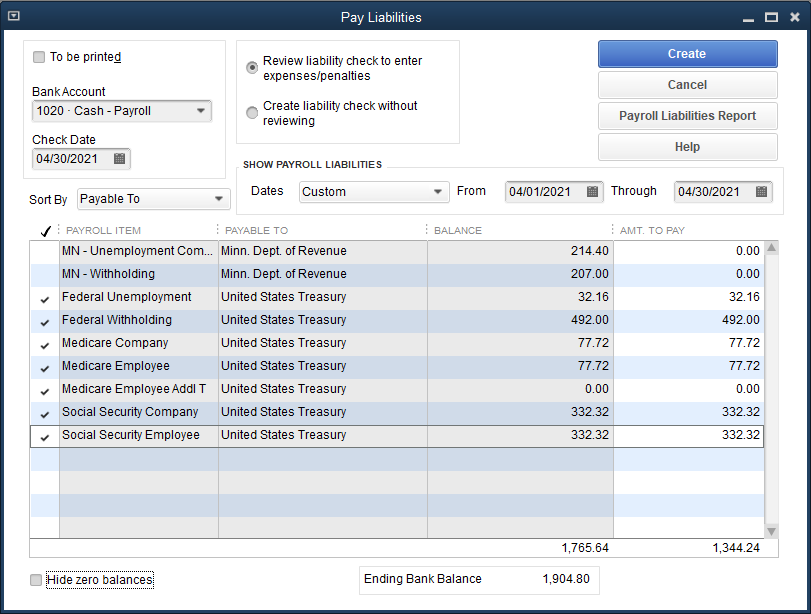 Pay Liabilities
To be printed
Bank Account
1020 · Cash - Payroll
Check Date
04/30/2021
Review liability check to enter
expenses/penalties
Create liability check without
reviewing
Create
Cancel
Payroll Liabilities Report
Help
SHOW PAYROLL LIABILITIES
Dates Custom From 04/01/2021 Through 04/30/2021
Sort By Payable To
PAYROLL ITEM PAYABLE TO BALANCE AMT. TO PAY
MN - Unemployment Com... Minn. Dept. of Revenue 214.40 0.00
MN - Withholding Minn. Dept. of Revenue 207.00 0.00
Federal Unemployment United States Treasury 32.16 32.16
Federal Withholding United States Treasury 492.00 492.00
Medicare Company United States Treasury 77.72 77.72
Medicare Employee United States Treasury 77.72 77.72
Medicare Employee Addl T United States Treasury 0.00 0.00
Social Security Company United States Treasury 332.32 332.32
Social Security Employee United States Treasury 332.32 332.32
1,765.64 1,344.24
Hide zero balances
Ending Bank Balance 1,904.80